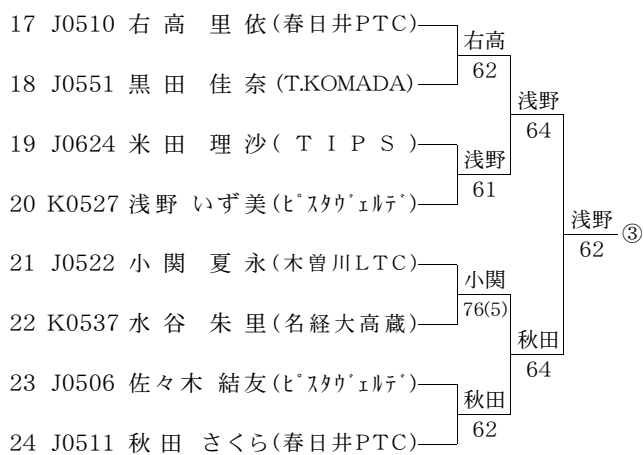 17 J0510 右高 里依(春日井PTC)
右高
62
18 J0551 黒田 佳奈(T.KOMADA)
浅野
64
19 J0624 米田 理沙(TIPS)
浅野
61
20 K0527 浅野 いず美(ﾋﾟｽﾀｳﾞｪﾙﾃﾞ)
浅野
62 ③
21 J0522 小関 夏永(木曽川LTC)
小関
76(5)
22 K0537 水谷 朱里(名経大高蔵)
秋田
64
23 J0506 佐々木 結友(ﾋﾟｽﾀｳﾞｪﾙﾃﾞ)
秋田
62
24 J0511 秋田 さくら(春日井PTC)